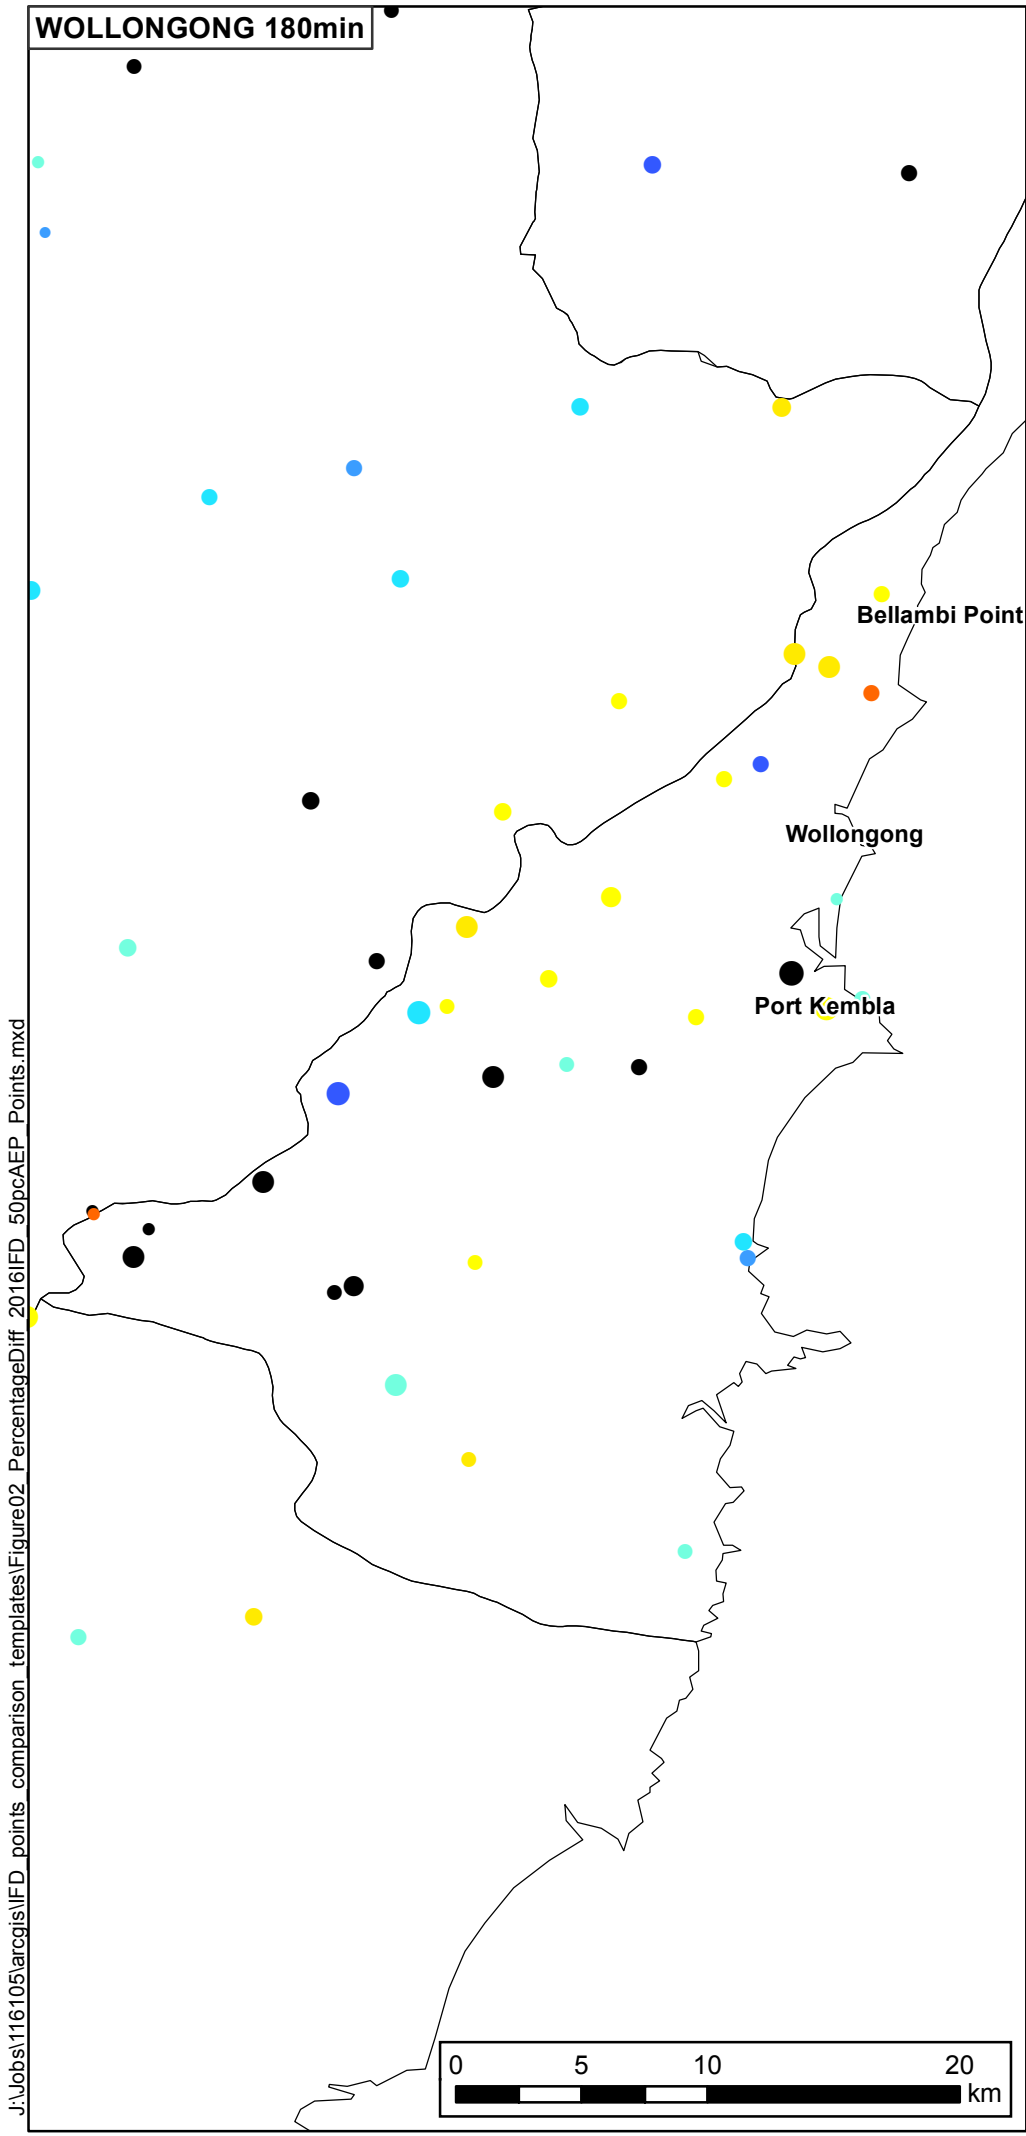 WOLLONGONG 180min
Bellambi Point
Wollongong
Port Kembla
J:\Jobs\116105\arcgis\IFD_points_comparison_templates\Figure02_PercentageDiff_2016IFD_50pcAEP_Points.mxd
0 5 10 20
km